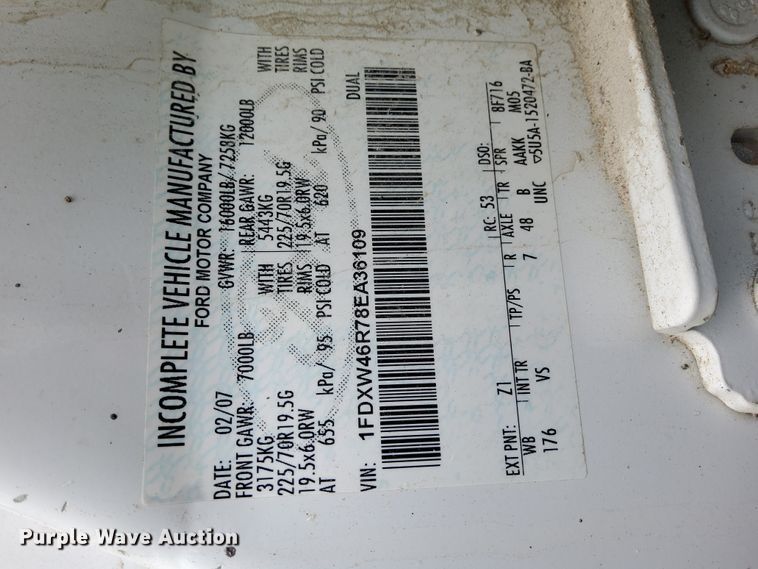 INCOMPLETE VEHICLE MANUFACTURED BY
FORD MOTOR COMPANY
DATE: 02/07 GVWR: 16000LB/ 7258KG
FRONT GAWR: 7000LB REAR GAWR: 12000LB
3175KG WITH 5443KG WITH
225/70R19.5G TIRES 225/70R19.5G TIRES
19.5x6.0RW RIMS 19.5x6.0RW RIMS
AT 655 kPa/ 95 PSI COLD AT 620 kPa/ 90 PSI COLD
VIN: 1FDXW46R78EA36109 DUAL
EXT PNT: Z1 RC: 53 DSO: 8F716
WB INT TR TP/PS R AXLE TR SPR M05
176 VS 7 48 B AAKK
UNC ▽5U5A-1520472-BA
Purple Wave Auction